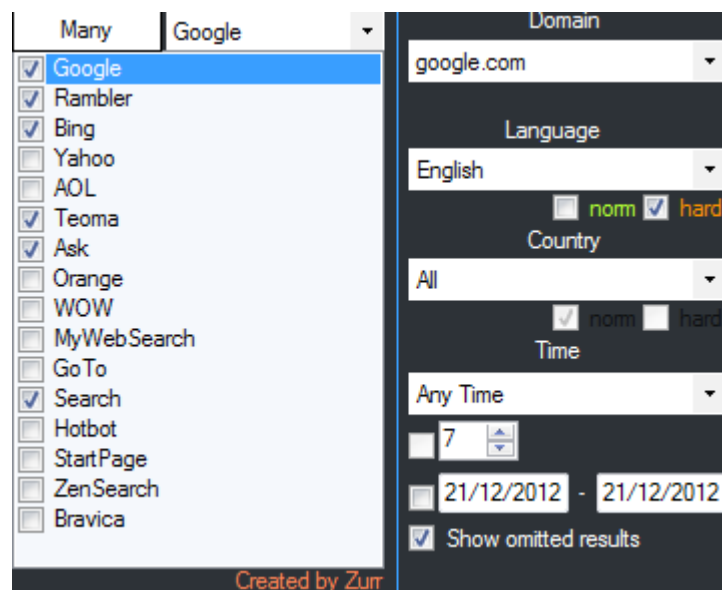 Many Google
Google
Rambler
Bing
Yahoo
AOL
Teoma
Ask
Orange
WOW
MyWebSearch
GoTo
Search
Hotbot
StartPage
ZenSearch
Bravica
Created by Zurr
Domain
google.com
Language
English
norm hard
Country
All
norm hard
Time
Any Time
7
21/12/2012 - 21/12/2012
Show omitted results